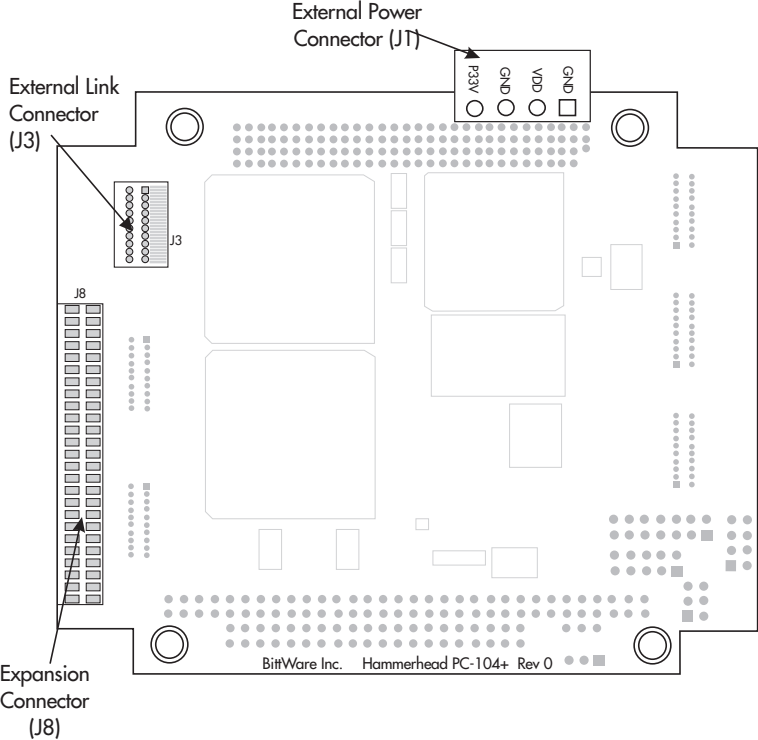 External Power
Connector (J1)
P33V
GND
VDD
GND
External Link
Connector
(J3)
J3
J8
BittWare Inc. Hammerhead PC-104+ Rev 0
Expansion
Connector
(J8)